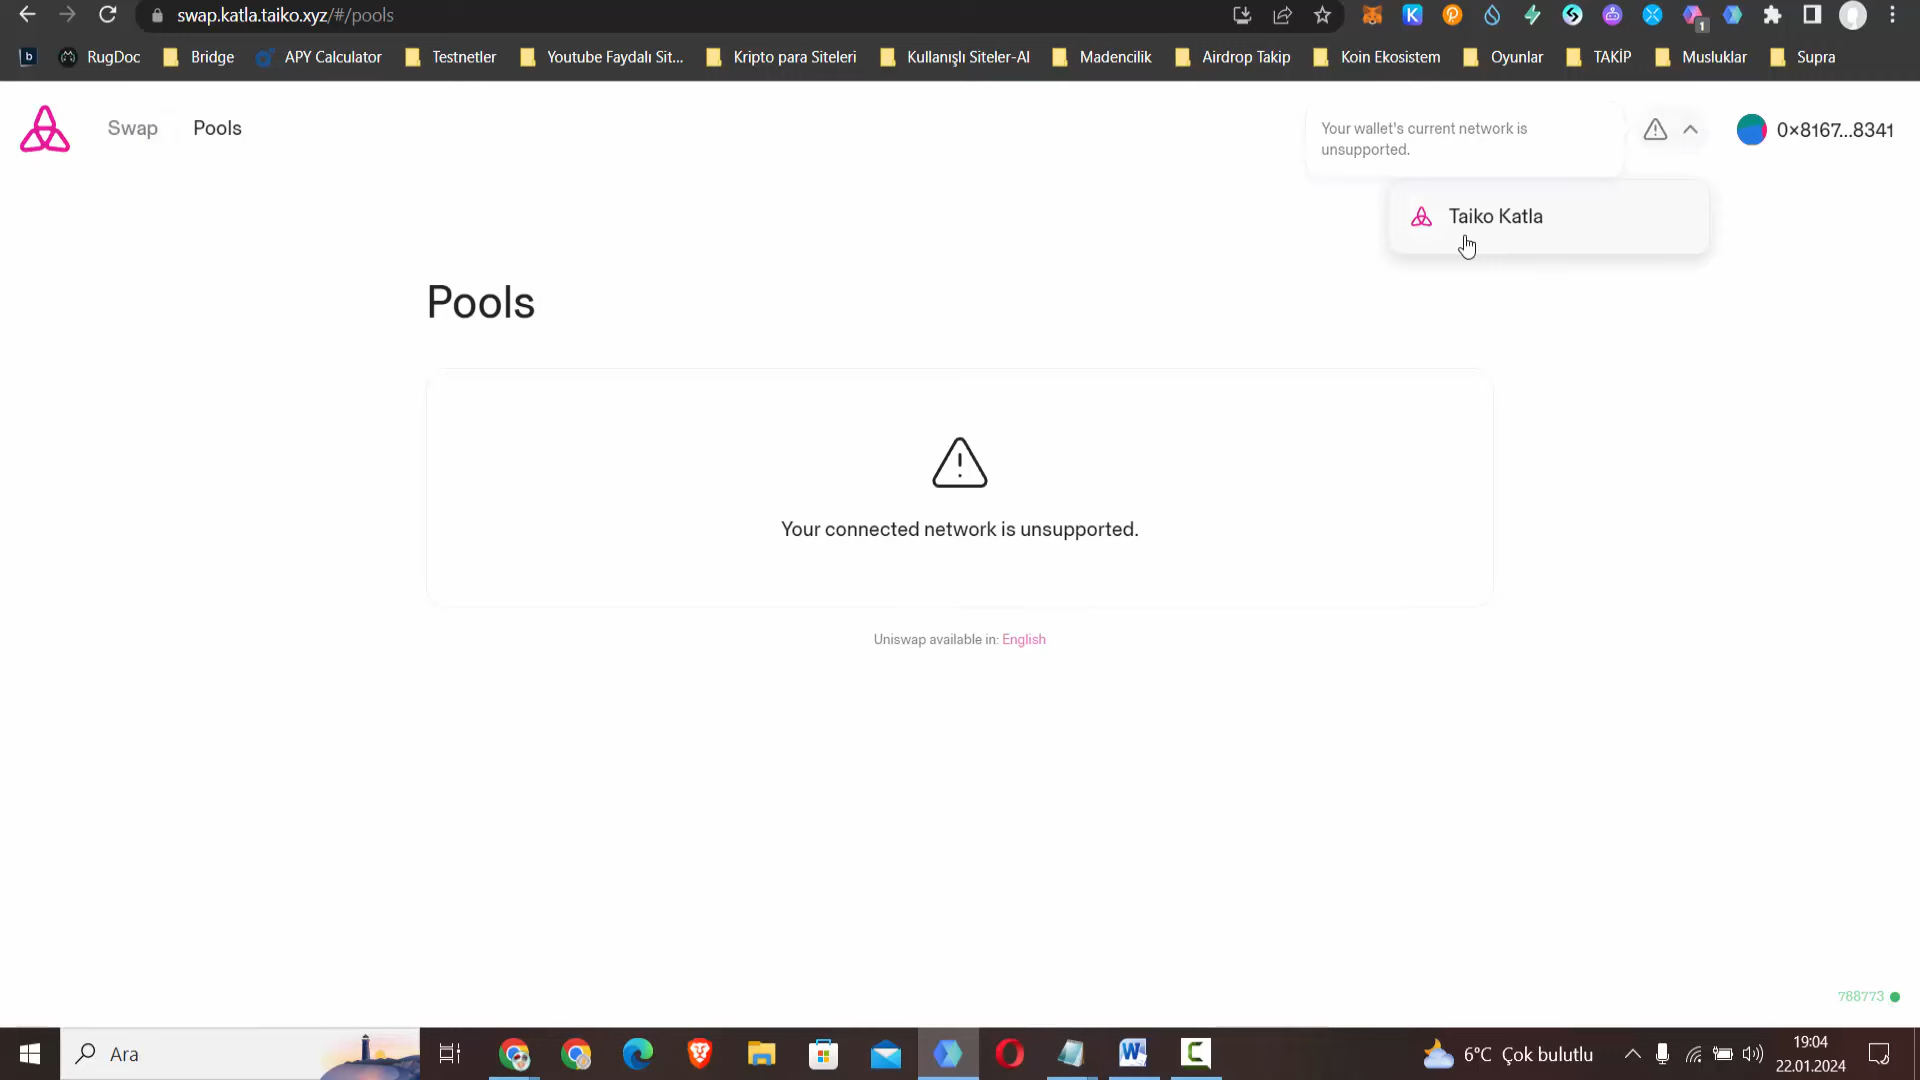 swap.katla.taiko.xyz/#/pools
1
b
RugDoc
Bridge
APY Calculator
Testnetler
Youtube Faydalı Sit...
Kripto para Siteleri
Kullanışlı Siteler-AI
Madencilik
Airdrop Takip
Koin Ekosistem
Oyunlar
TAKİP
Musluklar
Supra
Swap
Pools
Your wallet's current network is
unsupported.
0×8167...8341
Taiko Katla
Pools
Your connected network is unsupported.
Uniswap available in: English
788773
Ara
6°C Çok bulutlu
19:04
22.01.2024